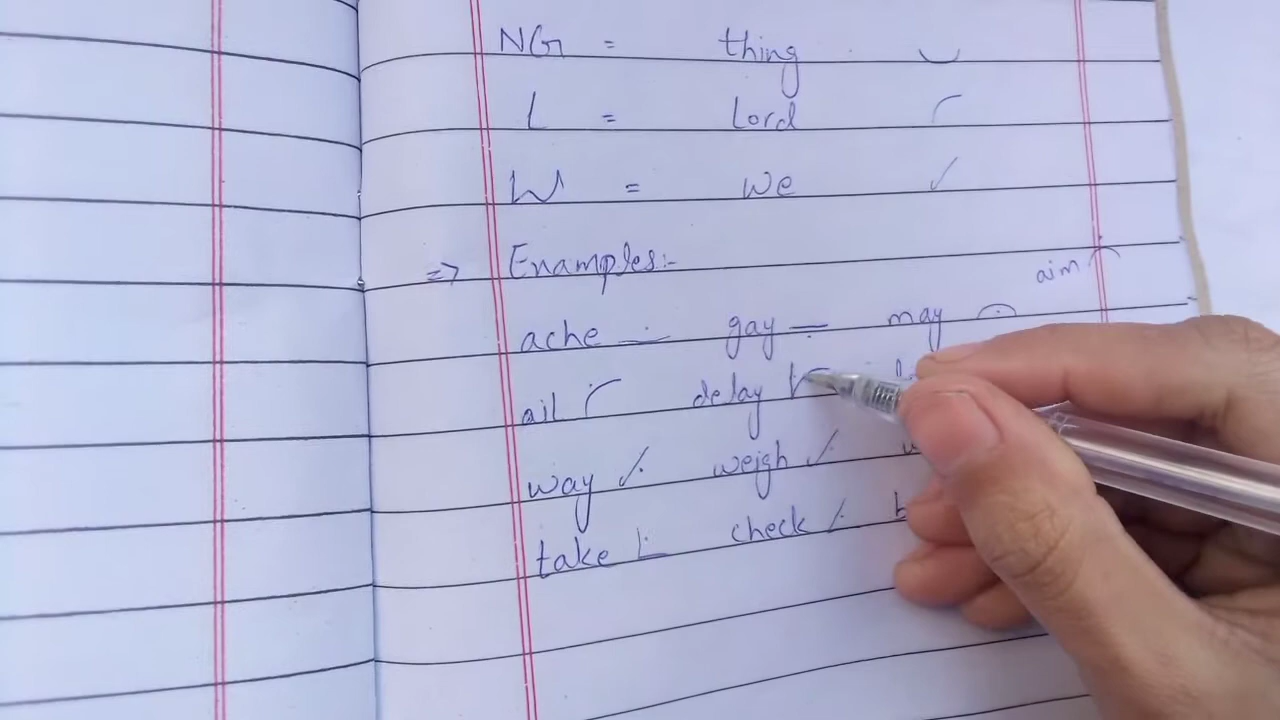 NG = thing
L = Lord
W = we
=> Examples:-
aim
ache gay may
ail delay
way weigh
take check